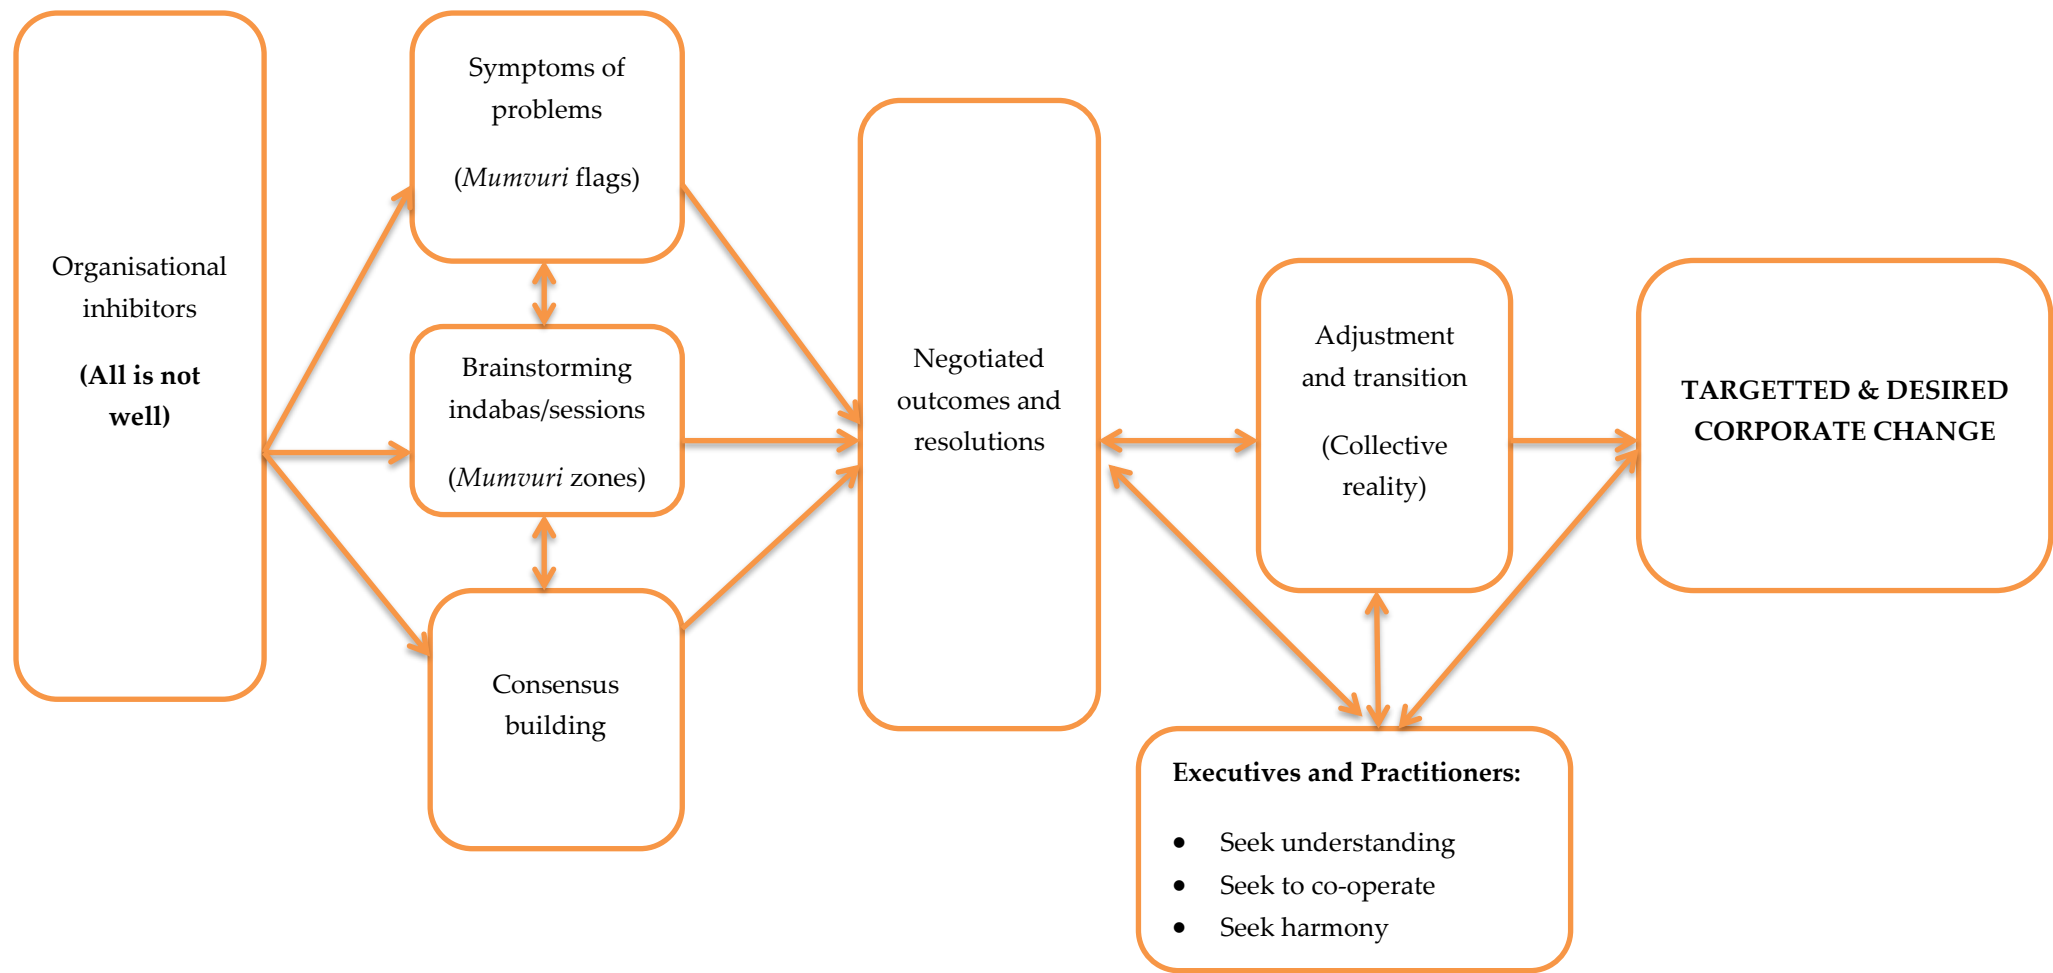 Organisational
inhibitors
(All is not
well)
Symptoms of
problems
(Mumvuri flags)
Brainstorming
indabas/sessions
(Mumvuri zones)
Consensus
building
Negotiated
outcomes and
resolutions
Adjustment
and transition
(Collective
reality)
TARGETTED & DESIRED
CORPORATE CHANGE
Executives and Practitioners:
• Seek understanding
• Seek to co-operate
• Seek harmony